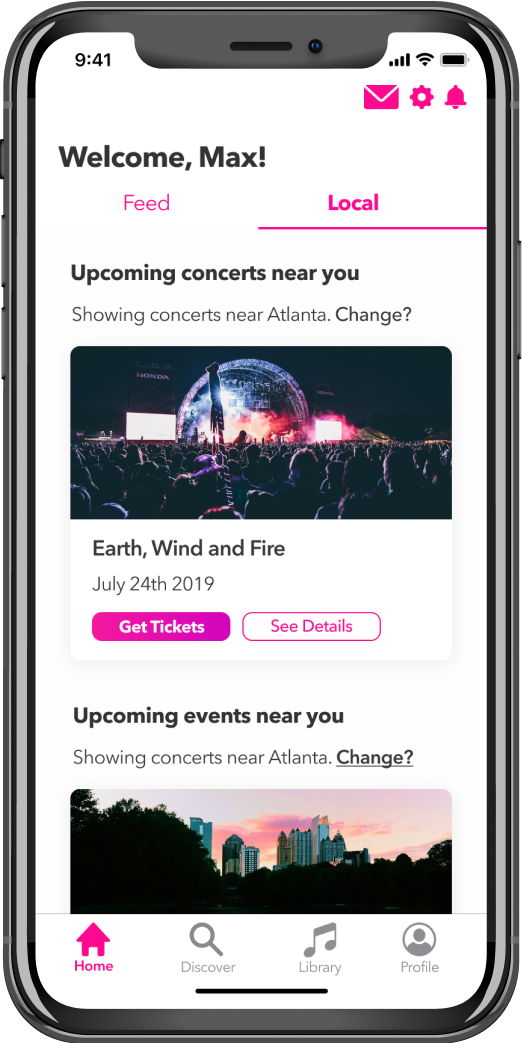 9:41
Welcome, Max!
Feed Local
Upcoming concerts near you
Showing concerts near Atlanta. Change?
HONDA
Earth, Wind and Fire
July 24th 2019
Get Tickets See Details
Upcoming events near you
Showing concerts near Atlanta. Change?
Home Discover Library Profile